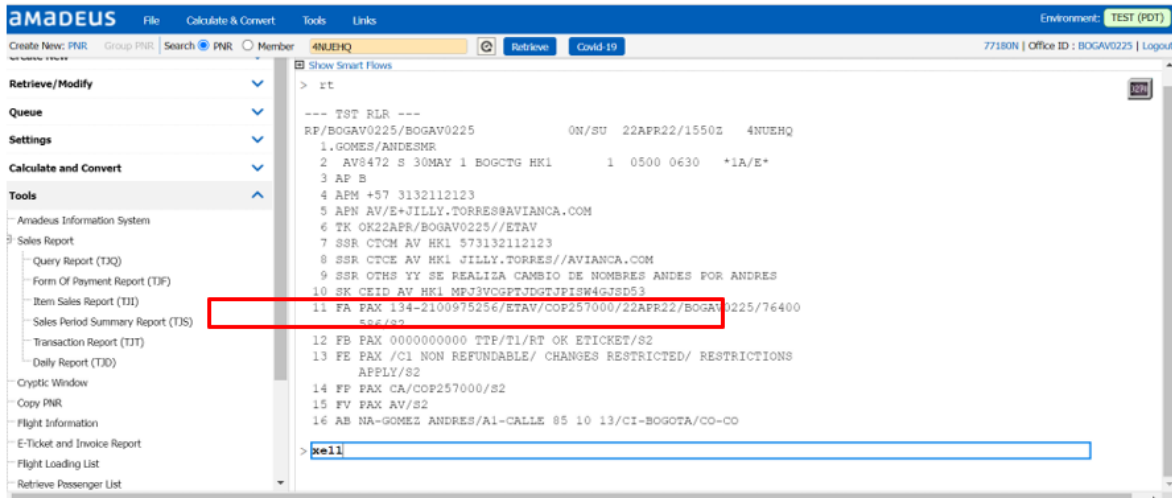 amadeus File Calculate & Convert Tools Links Environment: TEST (PDT)
Create New: PNR Group PNR Search PNR Member 4NUEHQ Retrieve Covid-19 77180N | Office ID : BOGAV0225 | Logout
Create New
Retrieve/Modify
Queue
Settings
Calculate and Convert
Tools
Amadeus Information System
Sales Report
Query Report (TJQ)
Form Of Payment Report (TJF)
Item Sales Report (TJI)
Sales Period Summary Report (TJS)
Transaction Report (TJT)
Daily Report (TJD)
Cryptic Window
Copy PNR
Flight Information
E-Ticket and Invoice Report
Flight Loading List
Retrieve Passenger List
Show Smart Flows
> rt
3270
--- TST RLR ---
RP/BOGAV0225/BOGAV0225 0N/SU 22APR22/1550Z 4NUEHQ
1.GOMES/ANDESMR
2 AV8472 S 30MAY 1 BOGCTG HK1 1 0500 0630 *1A/E*
3 AP B
4 APM +57 3132112123
5 APN AV/E+JILLY.TORRES@AVIANCA.COM
6 TK OK22APR/BOGAV0225//ETAV
7 SSR CTCM AV HK1 573132112123
8 SSR CTCE AV HK1 JILLY.TORRES//AVIANCA.COM
9 SSR OTHS YY SE REALIZA CAMBIO DE NOMBRES ANDES POR ANDRES
10 SK CEID AV HK1 MPJ3VCGPTJDGTJPISW4GJSD53
11 FA PAX 134-2100975256/ETAV/COP257000/22APR22/BOGAV0225/76400
586/S2
12 FB PAX 0000000000 TTP/T1/RT OK ETICKET/S2
13 FE PAX /C1 NON REFUNDABLE/ CHANGES RESTRICTED/ RESTRICTIONS
APPLY/S2
14 FP PAX CA/COP257000/S2
15 FV PAX AV/S2
16 AB NA-GOMEZ ANDRES/A1-CALLE 85 10 13/CI-BOGOTA/CO-CO
> xe11